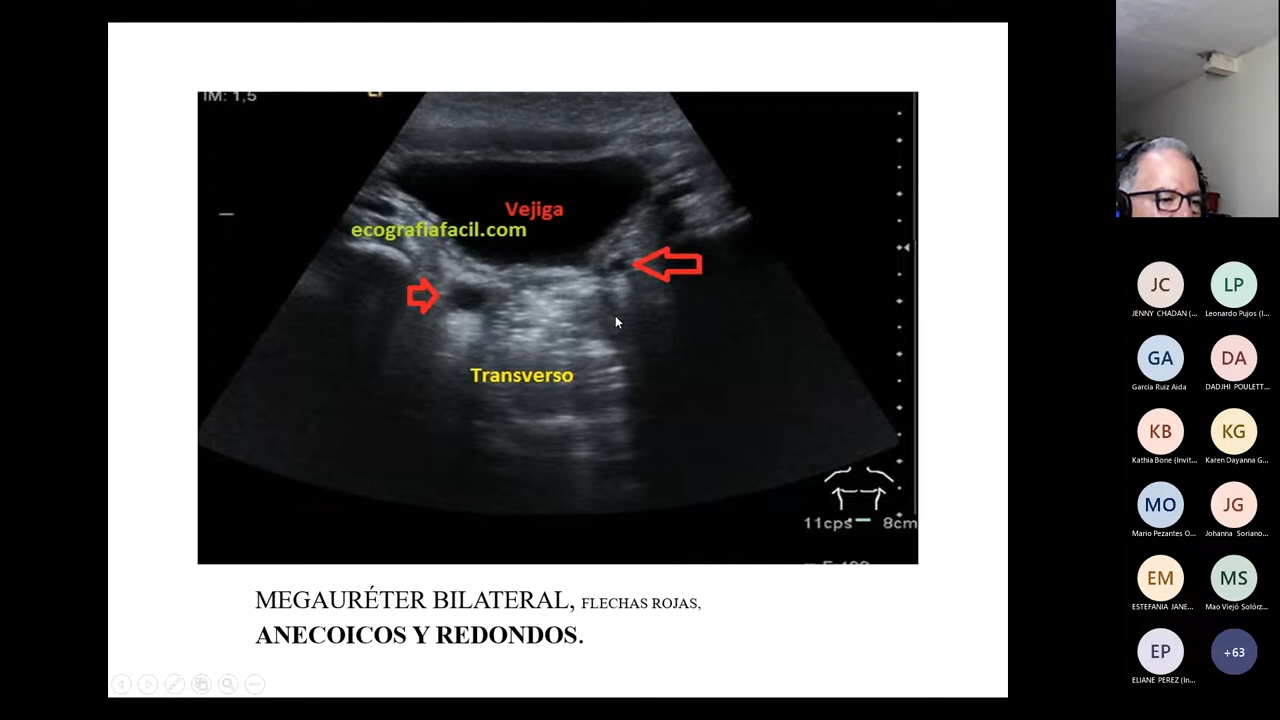 IM: 1,5
Vejiga
ecografiafacil.com
Transverso
11cps
8cm
MEGAURÉTER BILATERAL, FLECHAS ROJAS,
ANECOICOS Y REDONDOS.
JC
LP
JENNY CHADAN (...
Leonardo Pujos (I...
GA
DA
Garcia Ruiz Aida
DADJHI POULETT...
KB
KG
Kathia Bone (Invit...
Karen Dayanna G...
MO
JG
Mario Pezantes O...
Johanna Soriano...
EM
MS
ESTEFANIA JANE...
Mao Viejó Solórz...
EP
+63
ELIANE PEREZ (In...